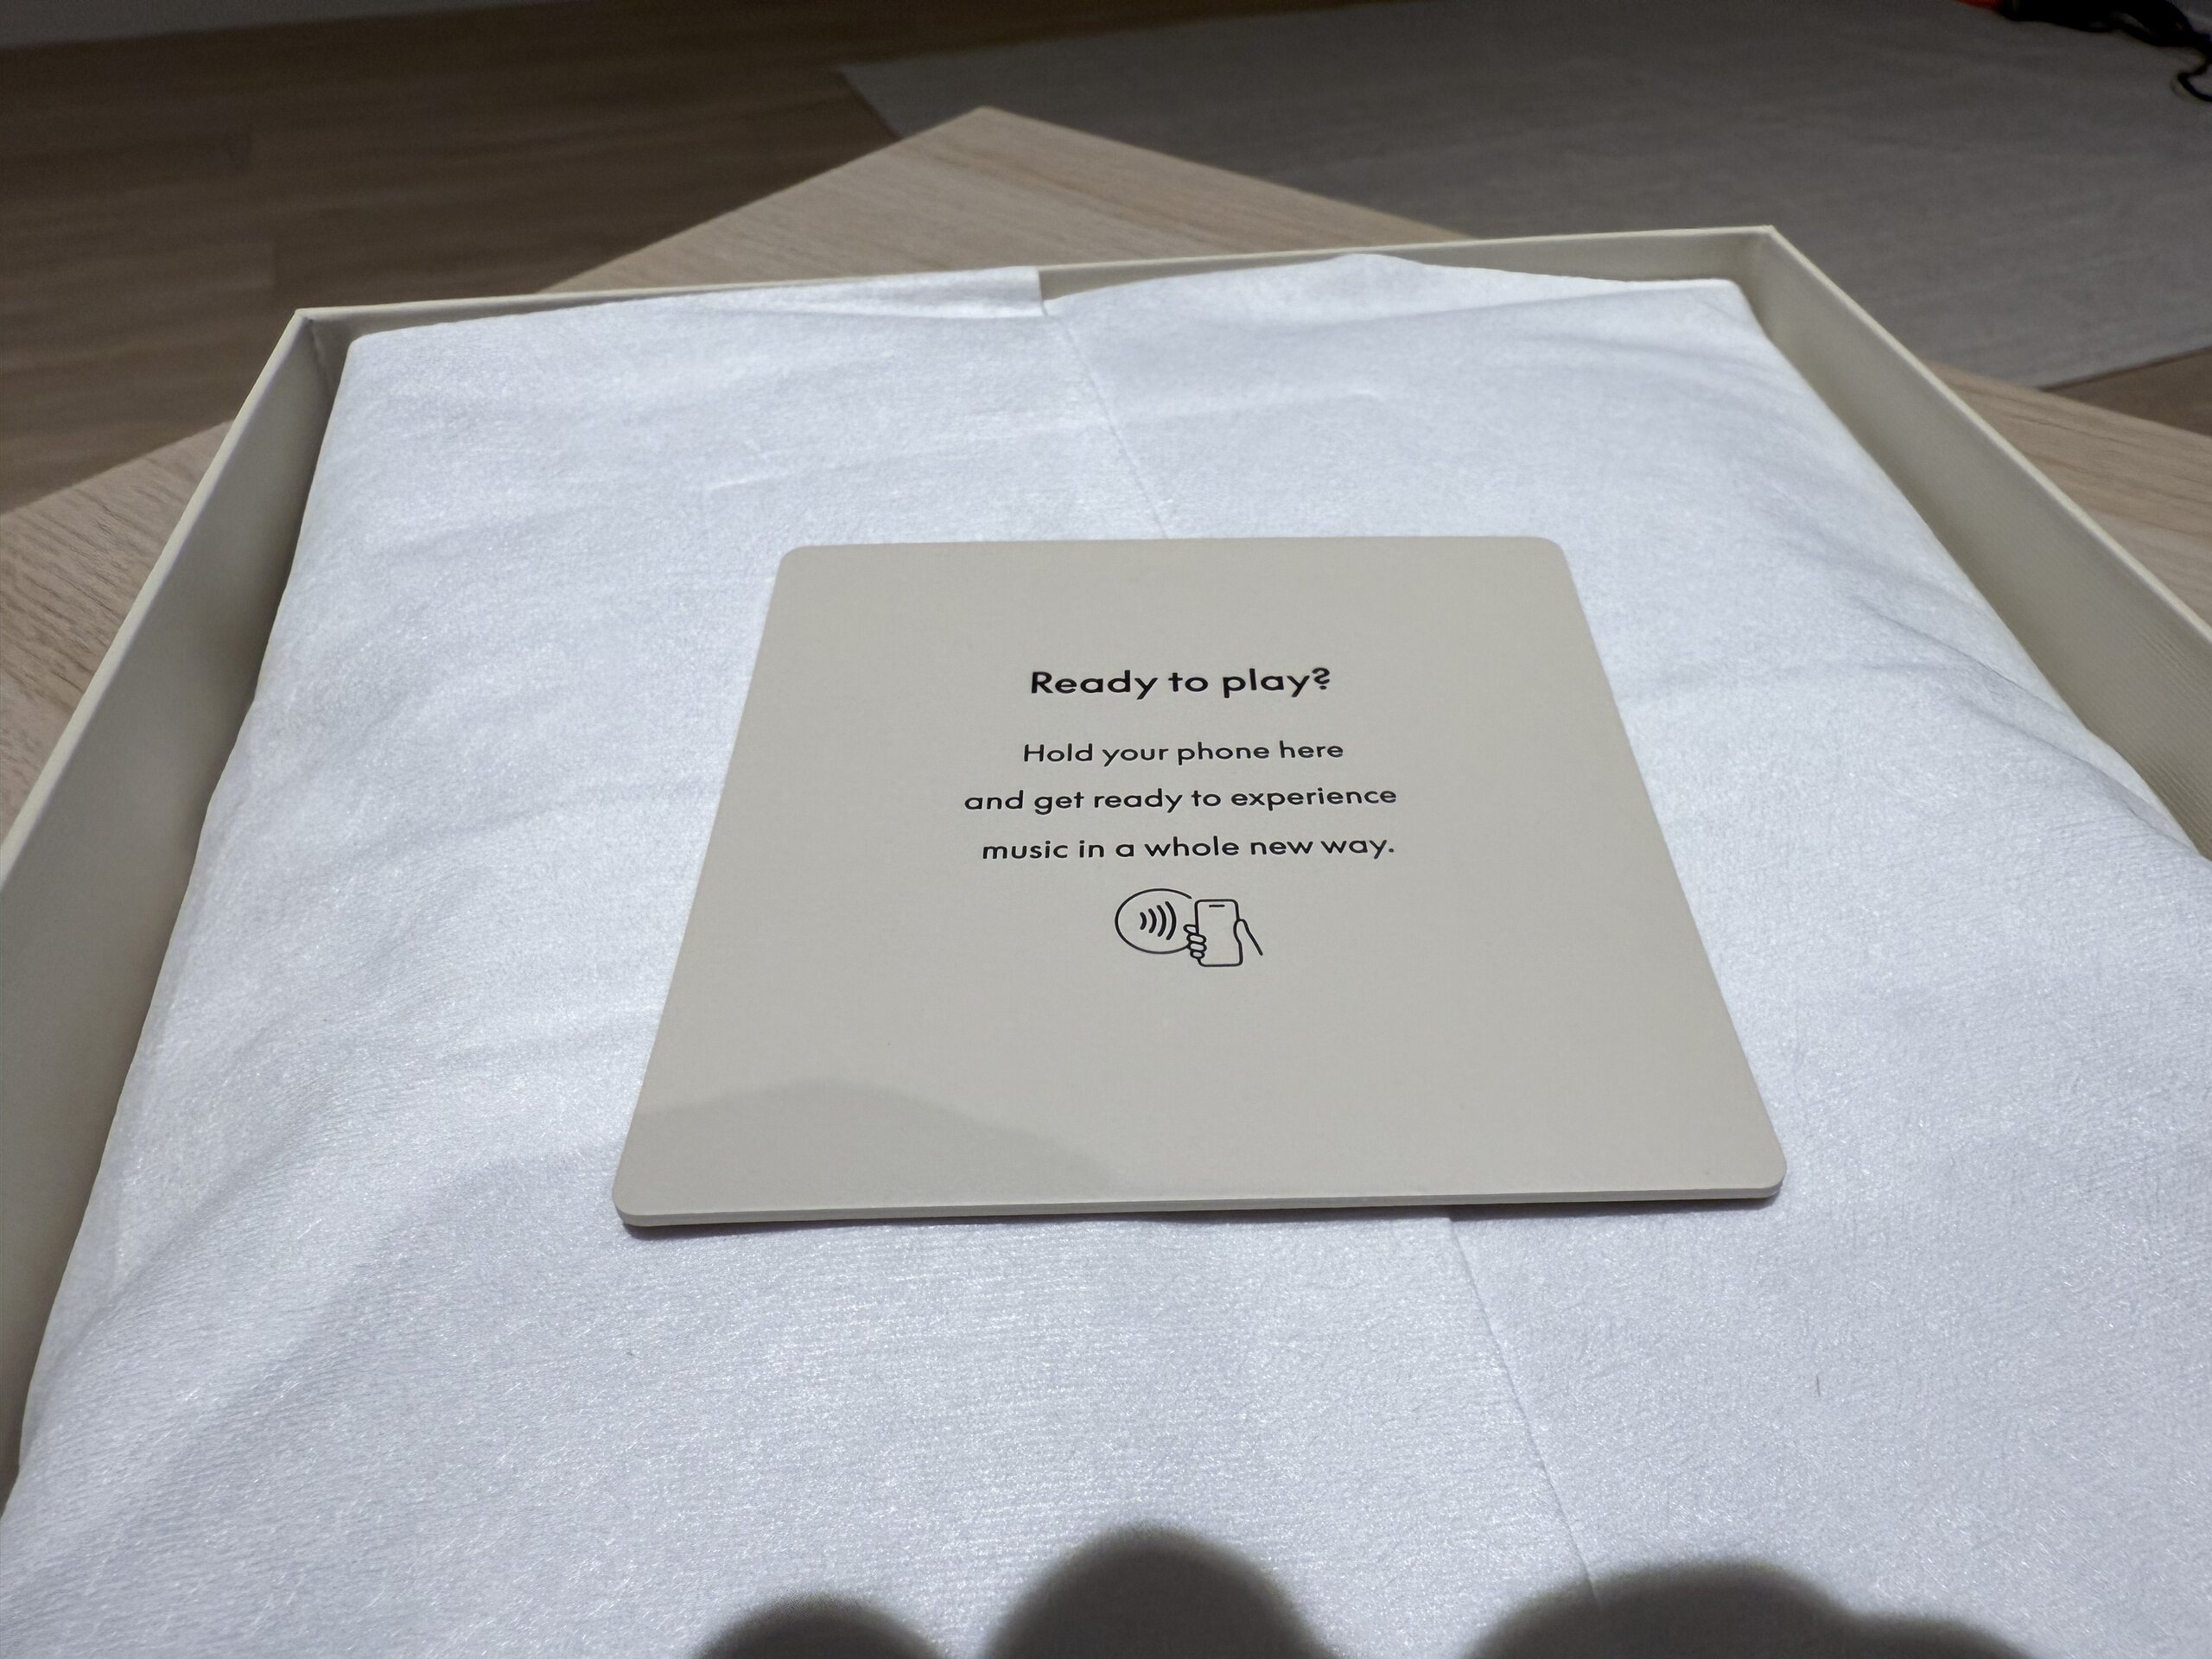 Ready to play?
Hold your phone here
and get ready to experience
music in a whole new way.